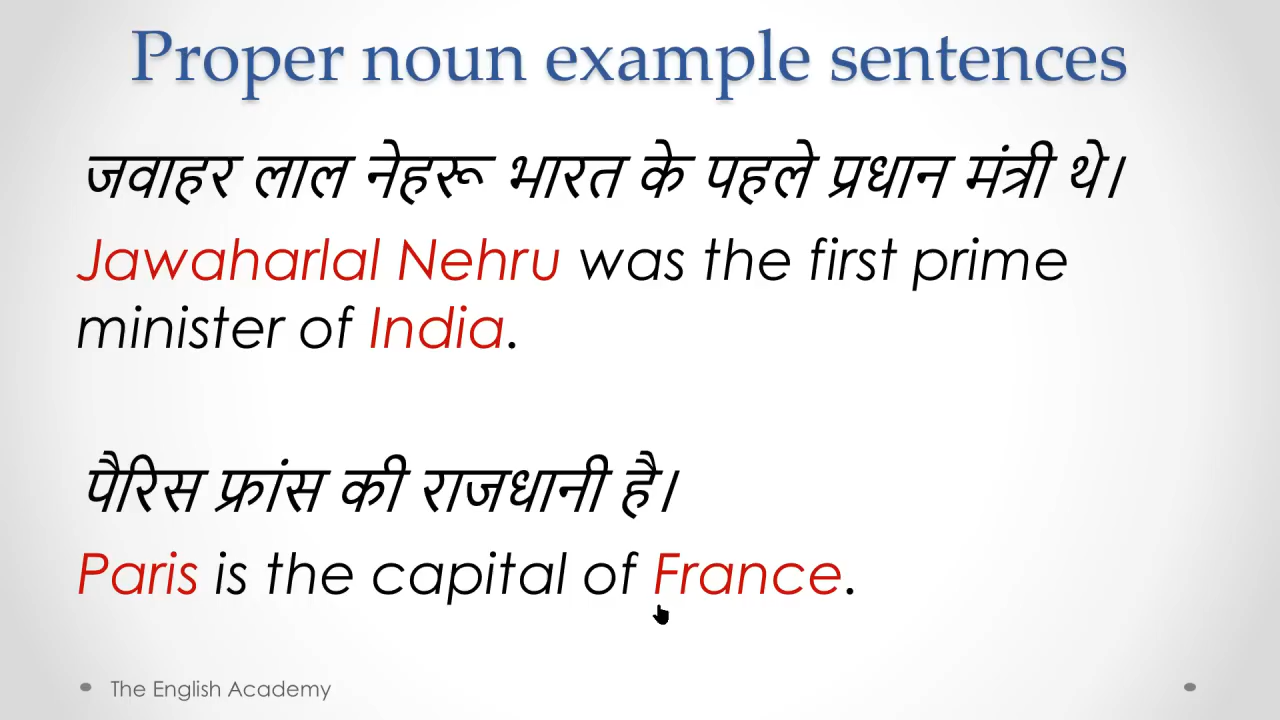 Proper noun example sentences
जवाहर लाल नेहरू भारत के पहले प्रधान मंत्री थे।
Jawaharlal Nehru was the first prime
minister of India.
पैरिस फ्रांस की राजधानी है।
Paris is the capital of France.
The English Academy